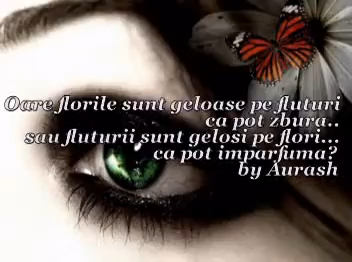 Oare florile sunt geloase pe fluturi
ca pot zbura..
sau fluturii sunt gelosi pe flori...
ca pot imparfuma?
by Aurash